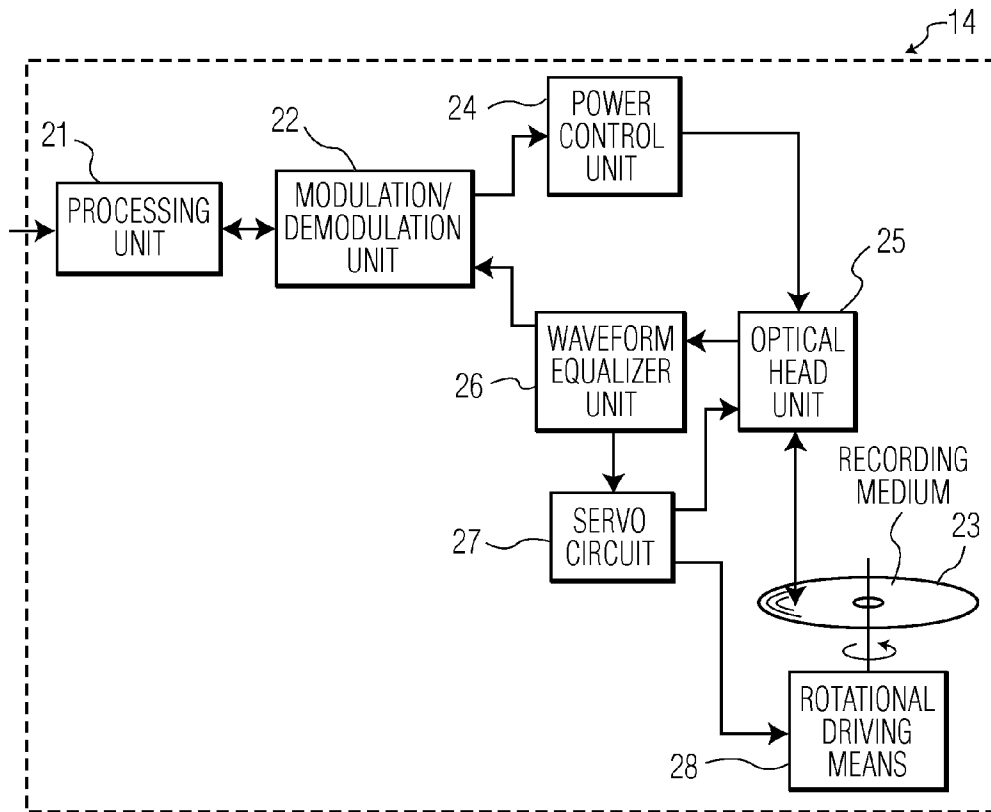 14
24
POWER
CONTROL
UNIT
21
22
PROCESSING
UNIT
MODULATION/
DEMODULATION
UNIT
25
WAVEFORM
EQUALIZER
UNIT
26
OPTICAL
HEAD
UNIT
RECORDING
MEDIUM
23
27
SERVO
CIRCUIT
ROTATIONAL
DRIVING
MEANS
28